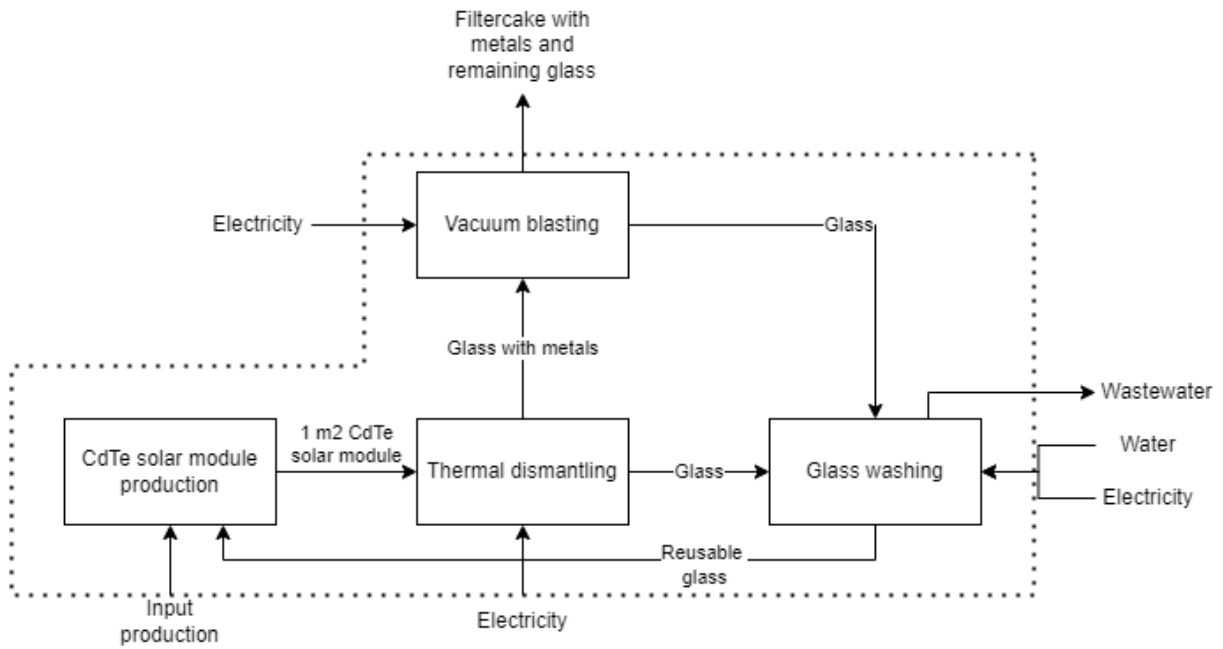 Filtercake with
metals and
remaining glass
Electricity
Vacuum blasting
Glass
Glass with metals
Wastewater
CdTe solar module
production
1 m2 CdTe
solar module
Thermal dismantling
Glass
Glass washing
Water
Electricity
Reusable
glass
Input
production
Electricity